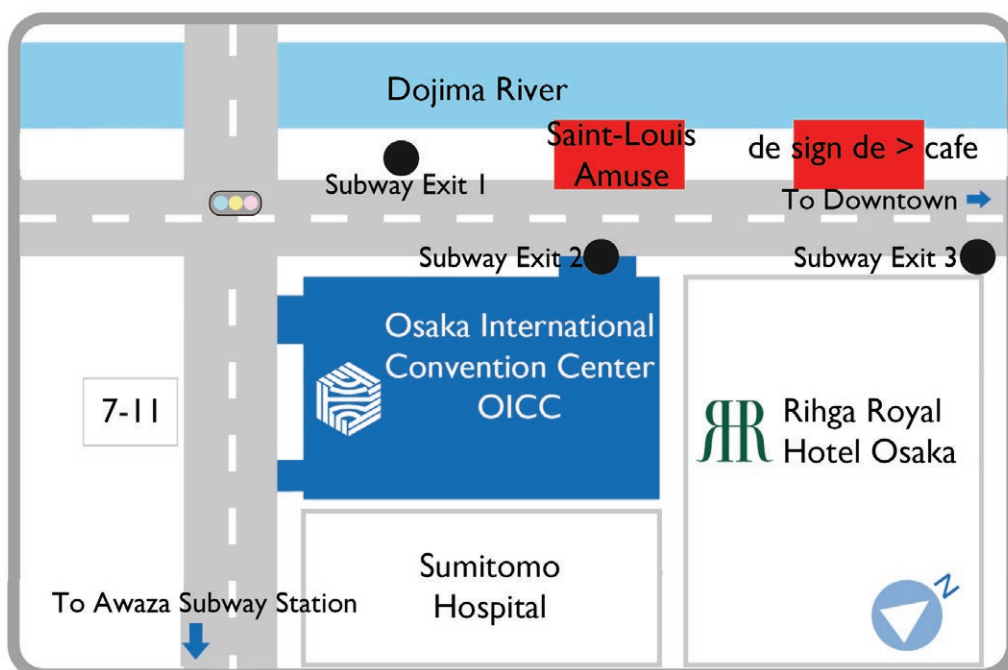 Dojima River
Saint-Louis
Amuse
de sign de > cafe
Subway Exit 1
To Downtown
Subway Exit 2
Subway Exit 3
Osaka International
Convention Center
OICC
7-11
RR Rihga Royal
Hotel Osaka
Sumitomo
Hospital
To Awaza Subway Station
N